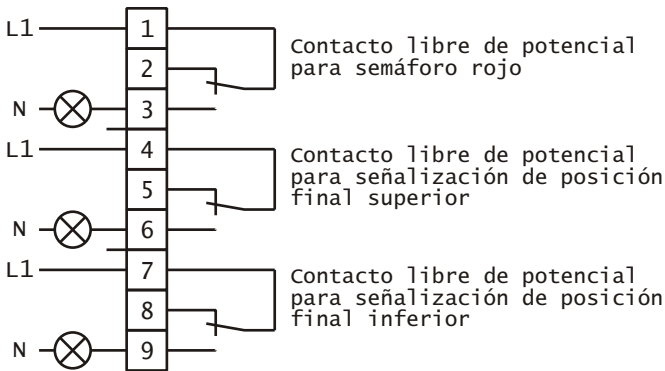 L1
1
2
N
3
Contacto libre de potencial
para semáforo rojo
L1
4
5
N
6
Contacto libre de potencial
para señalización de posición
final superior
L1
7
8
N
9
Contacto libre de potencial
para señalización de posición
final inferior